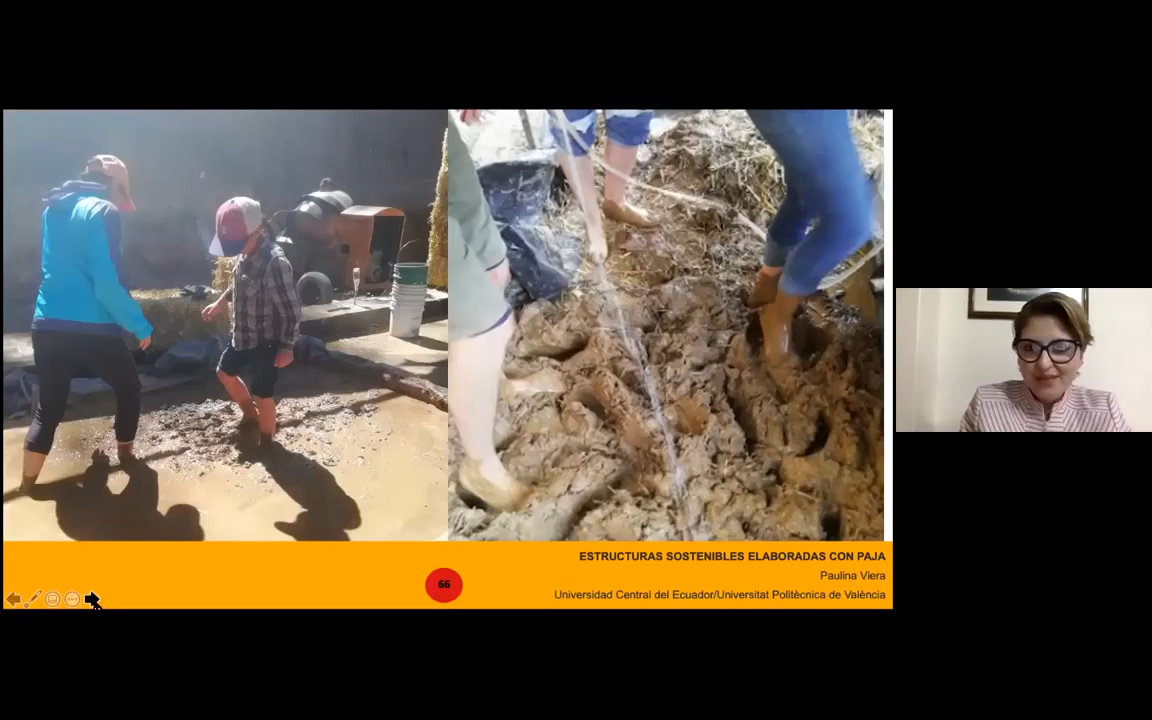 66
ESTRUCTURAS SOSTENIBLES ELABORADAS CON PAJA
Paulina Viera
Universidad Central del Ecuador/Universitat Politècnica de València